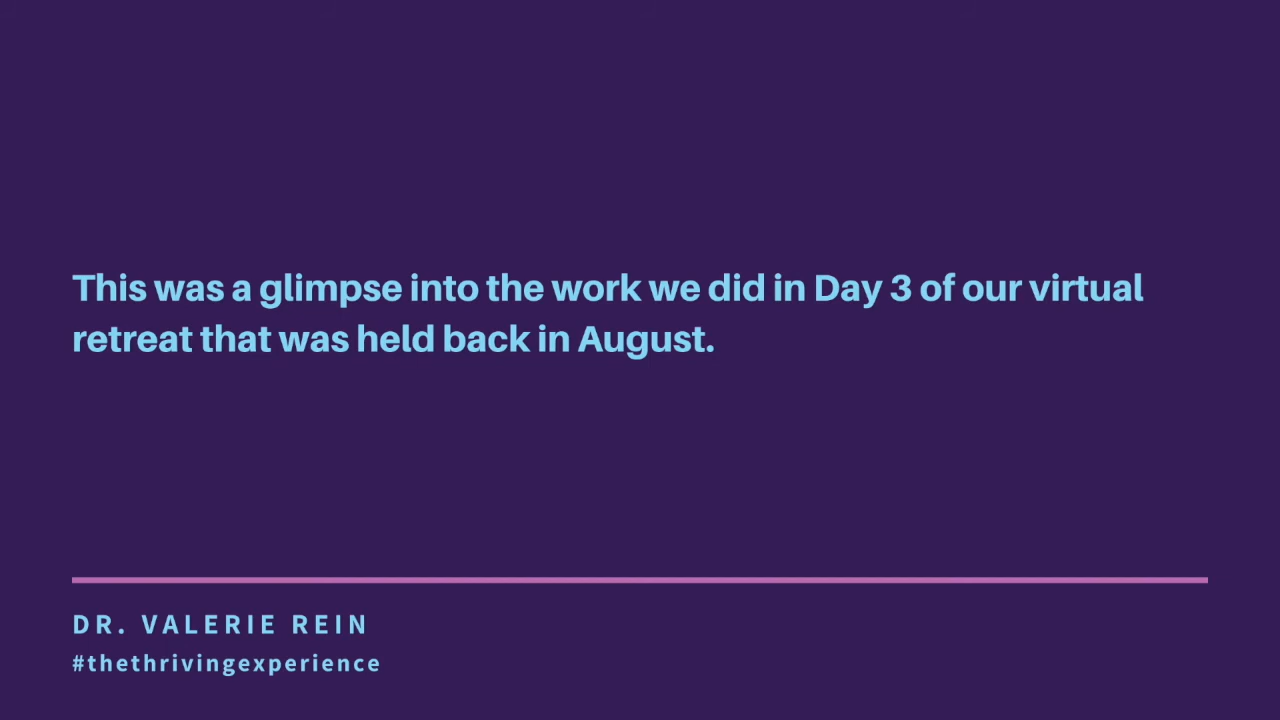 This was a glimpse into the work we did in Day 3 of our virtual
retreat that was held back in August.
DR. VALERIE REIN
#thethrivingexperience